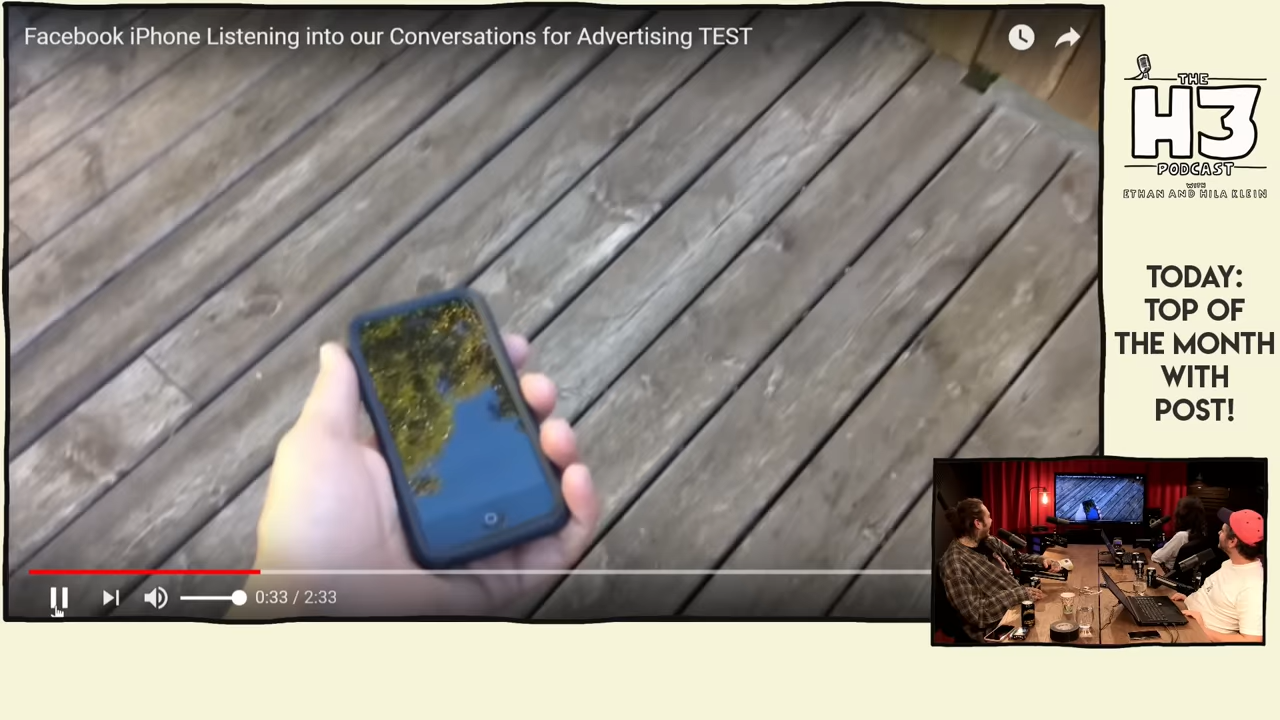 Facebook iPhone Listening into our Conversations for Advertising TEST
THE
H3
PODCAST
WITH
ETHAN AND HILA KLEIN
TODAY:
TOP OF
THE MONTH
WITH
POST!
0:33 / 2:33